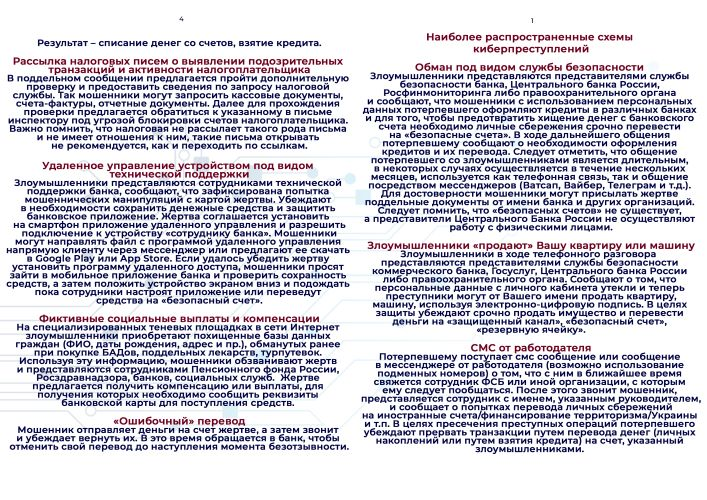 4
Результат – списание денег со счетов, взятие кредита.
Рассылка налоговых писем о выявлении подозрительных
транзакций и активности налогоплательщика
В поддельном сообщении предлагается пройти дополнительную
проверку и предоставить сведения по запросу налоговой
службы. Так мошенники могут запросить кассовые документы,
счета-фактуры, отчетные документы. Далее для прохождения
проверки предлагается обратиться к указанному в письме
инспектору под угрозой блокировки счетов налогоплательщика.
Важно помнить, что налоговая не рассылает такого рода письма
и не имеет отношения к ним, такие письма открывать
не рекомендуется, как и переходить по ссылкам.
Удаленное управление устройством под видом
технической поддержки
Злоумышленники представляются сотрудниками технической
поддержки банка, сообщают, что зафиксирована попытка
мошеннических манипуляций с картой жертвы. Убеждают
в необходимости сохранить денежные средства и защитить
банковское приложение. Жертва соглашается установить
на смартфон приложение удаленного управления и разрешить
подключение к устройству «сотруднику банка». Мошенники
могут направлять файл с программой удаленного управления
напрямую клиенту через мессенджер или предлагают ее скачать
в Google Play или App Store. Если удалось убедить жертву
установить программу удаленного доступа, мошенники просят
зайти в мобильное приложение банка и проверить сохранность
средств, а затем положить устройство экраном вниз и подождать
пока сотрудники настроят приложение или переведут
средства на «безопасный счет».
Фиктивные социальные выплаты и компенсации
На специализированных теневых площадках в сети Интернет
злоумышленники приобретают похищенные базы данных
граждан (ФИО, даты рождения, адреса и пр.), обманутых ранее
при покупке БАДов, поддельных лекарств, турпутевок.
Используя эту информацию, мошенники обзванивают жертв
и представляются сотрудниками Пенсионного фонда России,
Росздравнадзора, банков, социальных служб. Жертве
предлагается получить компенсацию или выплаты, для
получения которых необходимо сообщить реквизиты
банковской карты для поступления средств.
«Ошибочный» перевод
Мошенник отправляет деньги на счет жертве, а затем звонит
и убеждает вернуть их. В это время обращается в банк, чтобы
отменить свой перевод до наступления момента безотзывности.
1
Наиболее распространенные схемы
киберпреступлений
Обман под видом службы безопасности
Злоумышленники представляются представителями службы
безопасности банка, Центрального банка России,
Росфинмониторинга либо правоохранительного органа
и сообщают, что мошенники с использованием персональных
данных потерпевшего оформляют кредиты в различных банках
и для того, чтобы предотвратить хищение денег с банковского
счета необходимо личные сбережения срочно перевести
на «безопасные счета». В ходе дальнейшего общения
потерпевшему сообщают о необходимости оформления
кредитов и их перевода. Следует отметить, что общение
потерпевшего со злоумышленниками является длительным,
в некоторых случаях осуществляется в течение нескольких
месяцев, используется как телефонная связь, так и общение
посредством мессенджеров (Ватсап, Вайбер, Телеграм и т.д.).
Для достоверности мошенники могут присылать жертве
поддельные документы от имени банка и других организаций.
Следует помнить, что «безопасных счетов» не существует,
а представители Центрального Банка России не осуществляют
работу с физическими лицами.
Злоумышленники «продают» Вашу квартиру или машину
Злоумышленники в ходе телефонного разговора
представляются представителями службы безопасности
коммерческого банка, Госуслуг, Центрального банка России
либо правоохранительного органа. Сообщают о том, что
персональные данные с личного кабинета утекли и теперь
преступники могут от Вашего имени продать квартиру,
машину, используя электронно-цифровую подпись. В целях
защиты убеждают срочно продать имущество и перевести
деньги на «защищенный канал», «безопасный счет»,
«резервную ячейку».
СМС от работодателя
Потерпевшему поступает смс сообщение или сообщение
в мессенджере от работодателя (возможно использование
подменных номеров) о том, что с ним в ближайшее время
свяжется сотрудник ФСБ или иной организации, с которым
ему следует пообщаться. После этого звонит мошенник,
представляется сотрудник с именем, указанным руководителем,
и сообщает о попытках перевода личных сбережений
на иностранные счета/финансирование терроризма/Украины
и т.п. В целях пресечения преступных операций потерпевшего
убеждают прервать транзакции путем перевода денег (личных
накоплений или путем взятия кредита) на счет, указанный
злоумышленниками.